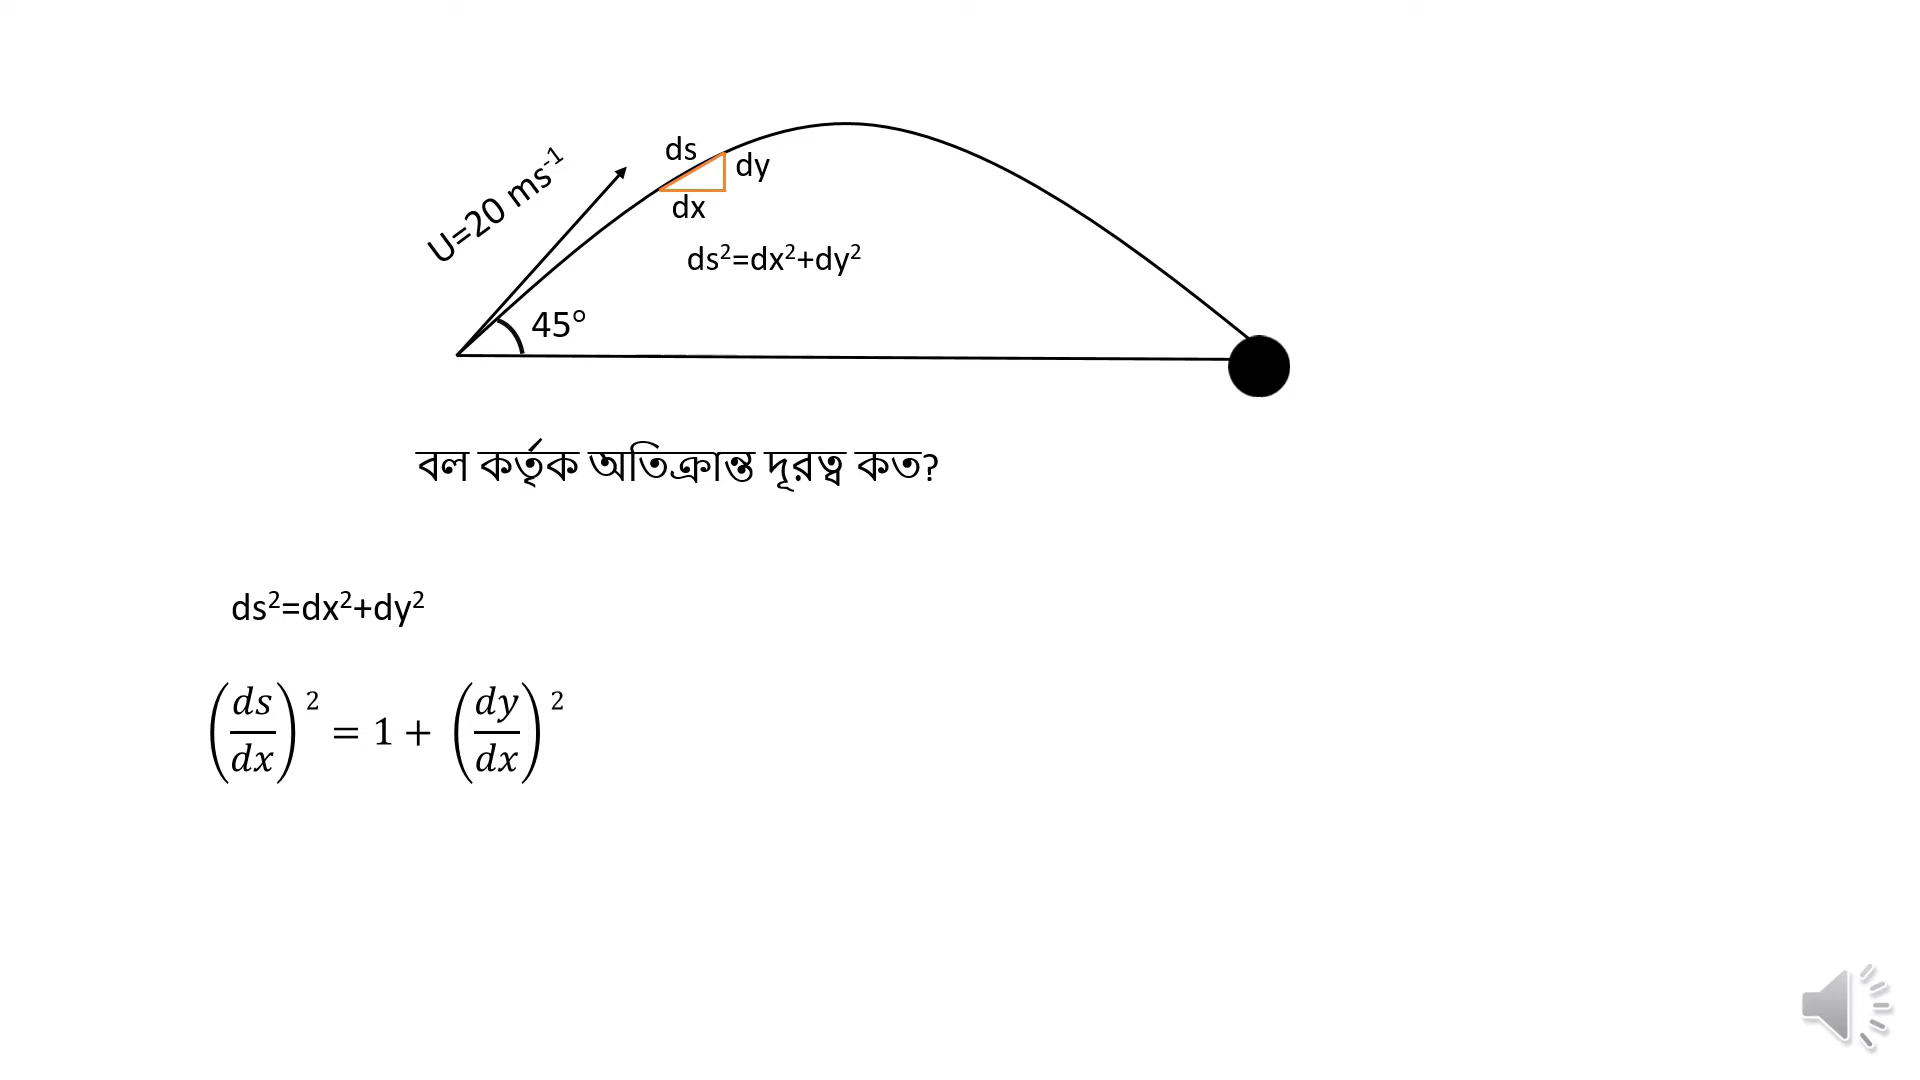 U=20 ms⁻¹
ds
dy
dx
ds²=dx²+dy²
45°
বল কর্তৃক অতিক্রান্ত দূরত্ব কত?
ds²=dx²+dy²
(ds/dx)² = 1 + (dy/dx)²